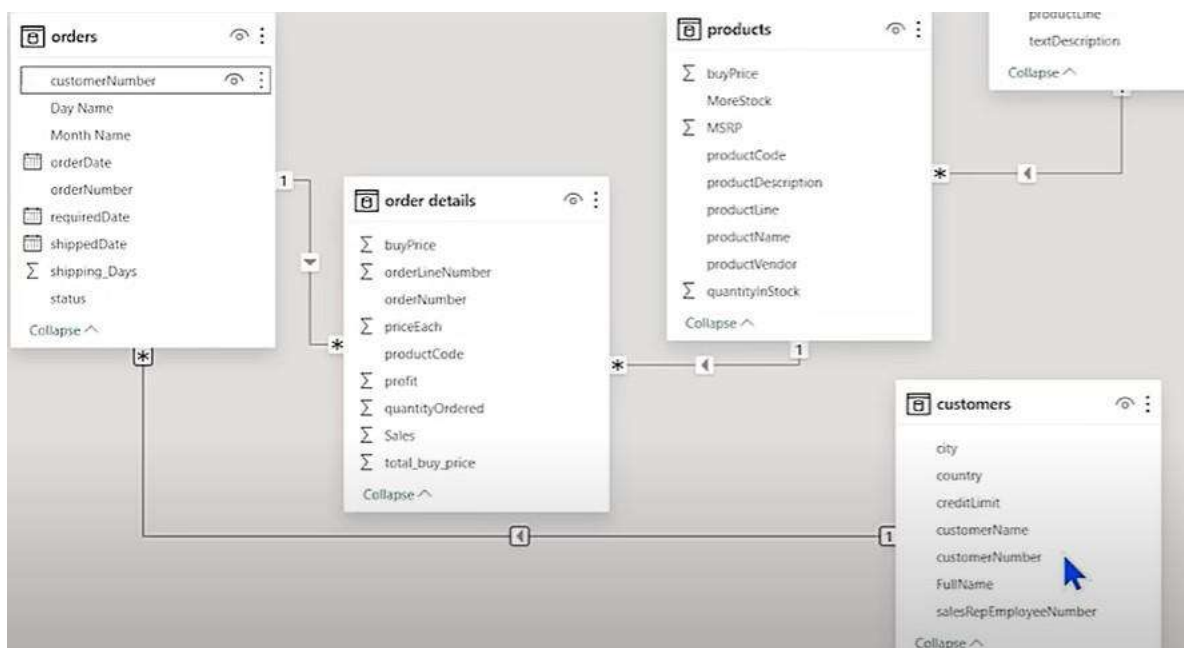 orders
customerNumber
Day Name
Month Name
orderDate
orderNumber
requiredDate
shippedDate
shipping_Days
status
Collapse
1
*
order details
buyPrice
orderLineNumber
orderNumber
priceEach
productCode
profit
quantityOrdered
Sales
total_buy_price
Collapse
*
*
products
buyPrice
MoreStock
MSRP
productCode
productDescription
productLine
productName
productVendor
quantityInStock
Collapse
1
*
productLine
textDescription
Collapse
1
customers
city
country
creditLimit
customerName
customerNumber
FullName
salesRepEmployeeNumber
Collapse